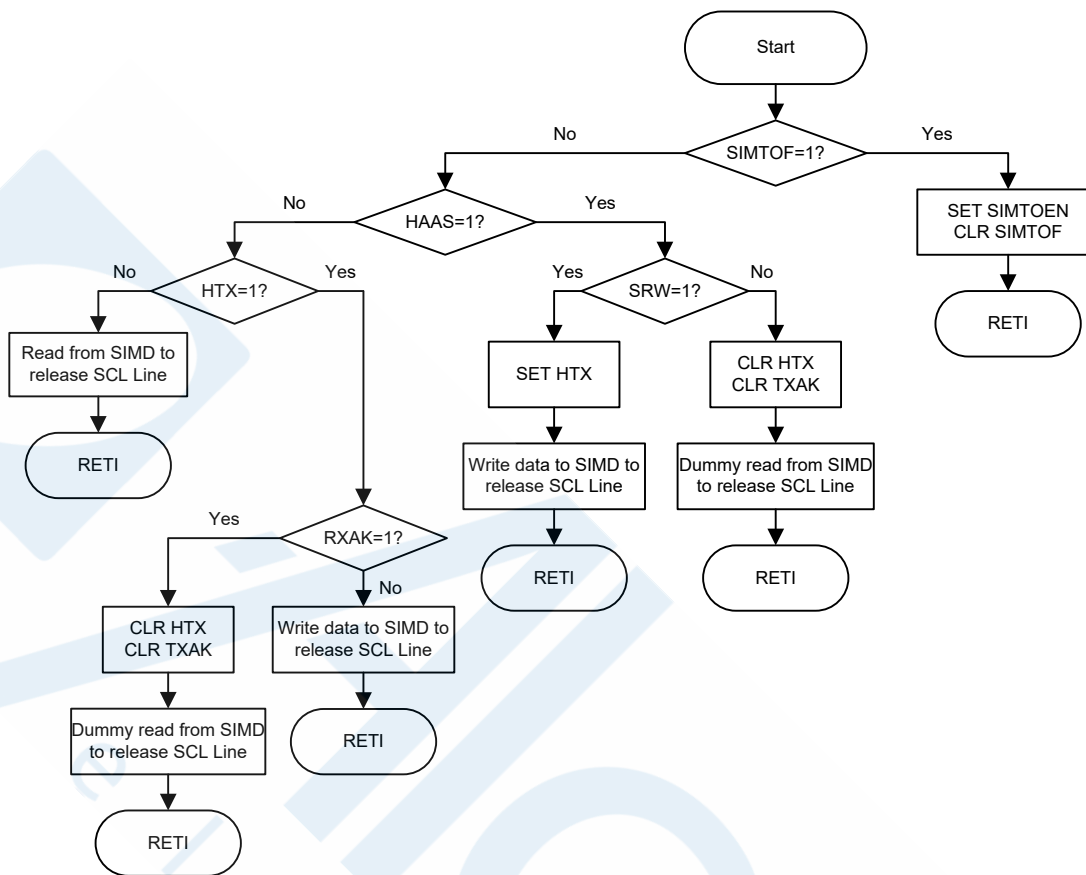 Start
No
Yes
SIMTOF=1?
No
HAAS=1?
Yes
SET SIMTOEN
CLR SIMTOF
No
HTX=1?
Yes
Yes
SRW=1?
No
RETI
Read from SIMD to
release SCL Line
SET HTX
CLR HTX
CLR TXAK
RETI
Write data to SIMD to
release SCL Line
Dummy read from SIMD
to release SCL Line
Yes
RXAK=1?
RETI
RETI
No
CLR HTX
CLR TXAK
Write data to SIMD to
release SCL Line
Dummy read from SIMD
to release SCL Line
RETI
RETI